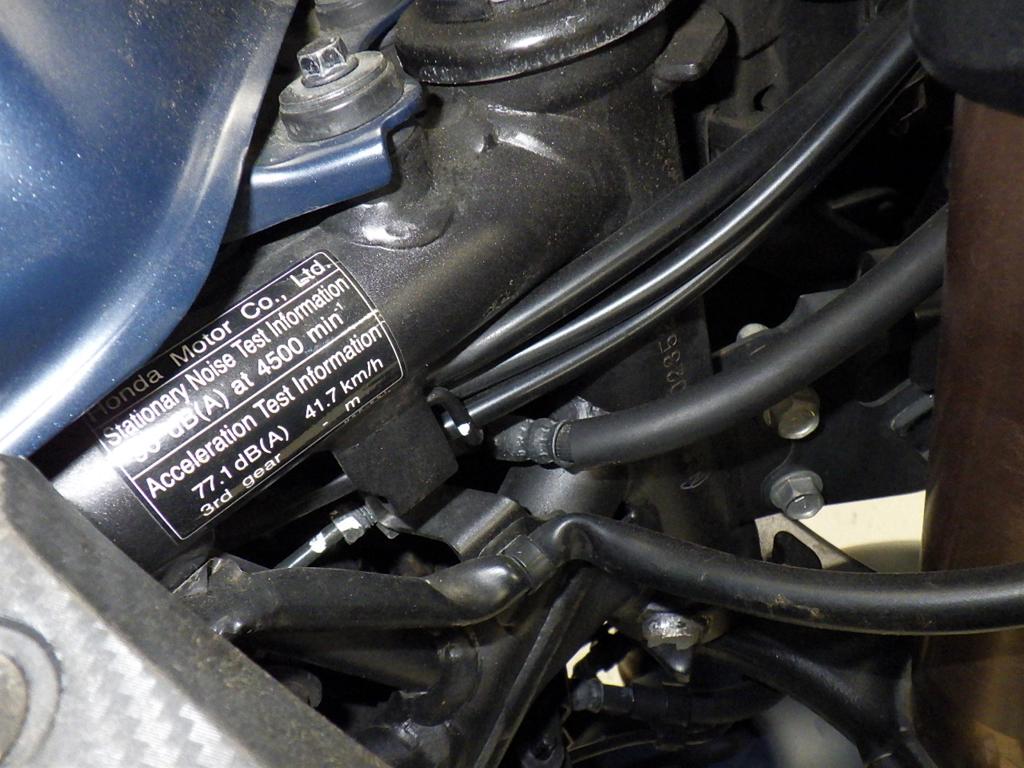 Honda Motor Co., Ltd.
Stationary Noise Test Information
dB(A) at 4500 min⁻¹
Acceleration Test Information
77.1 dB(A) 41.7 km/h
3rd gear - m